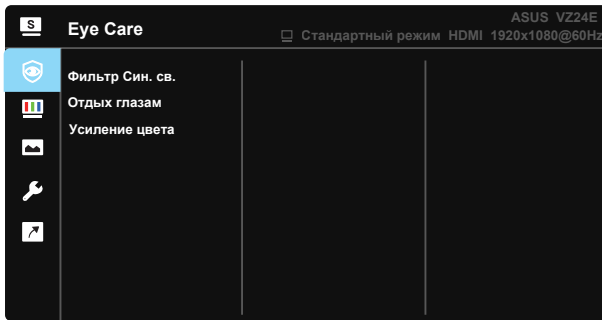 S
Eye Care
ASUS VZ24E
Стандартный режим HDMI 1920x1080@60Hz
Фильтр Син. св.
Отдых глазам
Усиление цвета